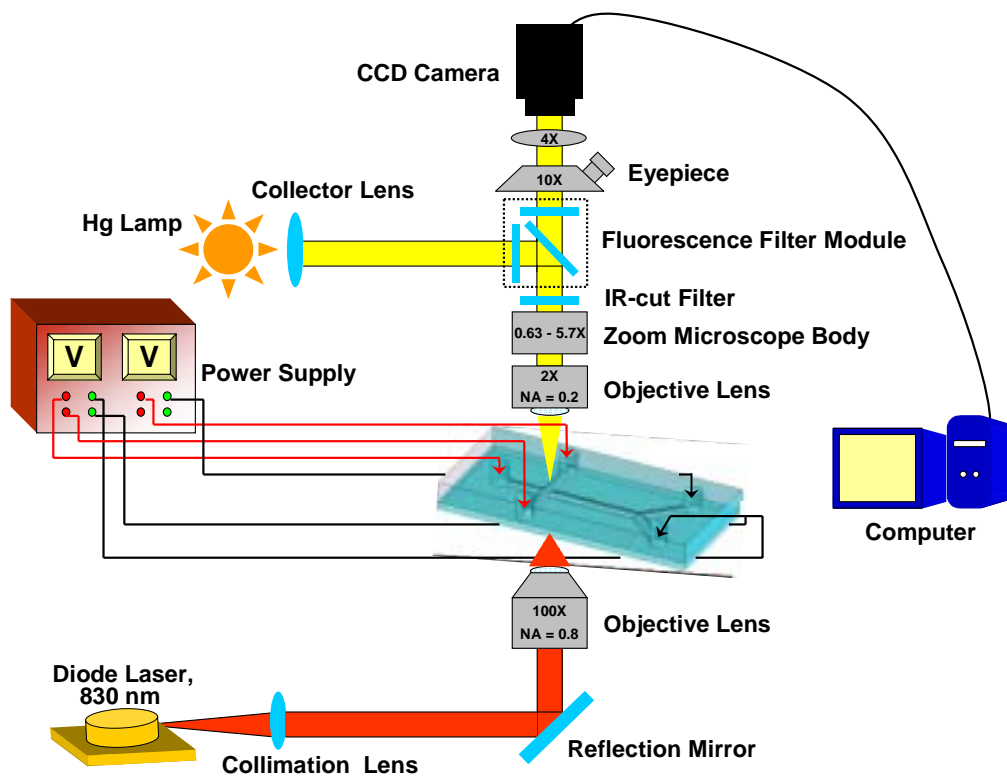 CCD Camera
4X
10X
Eyepiece
Collector Lens
Hg Lamp
Fluorescence Filter Module
IR-cut Filter
0.63 - 5.7X
Zoom Microscope Body
V
V
Power Supply
2X
NA = 0.2
Objective Lens
Computer
100X
NA = 0.8
Objective Lens
Diode Laser,
830 nm
Reflection Mirror
Collimation Lens